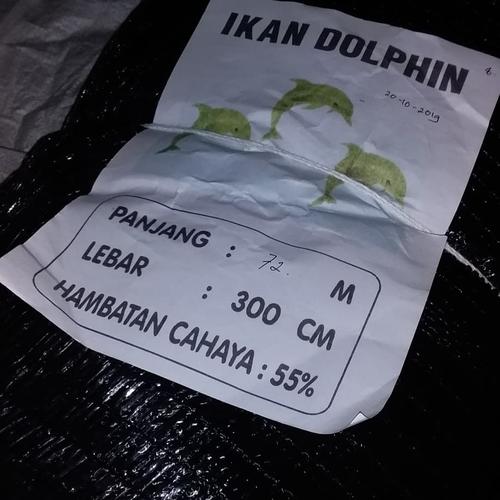 IKAN DOLPHIN
20-10-2019
PANJANG : 72. M
LEBAR : 300 CM
HAMBATAN CAHAYA : 55%